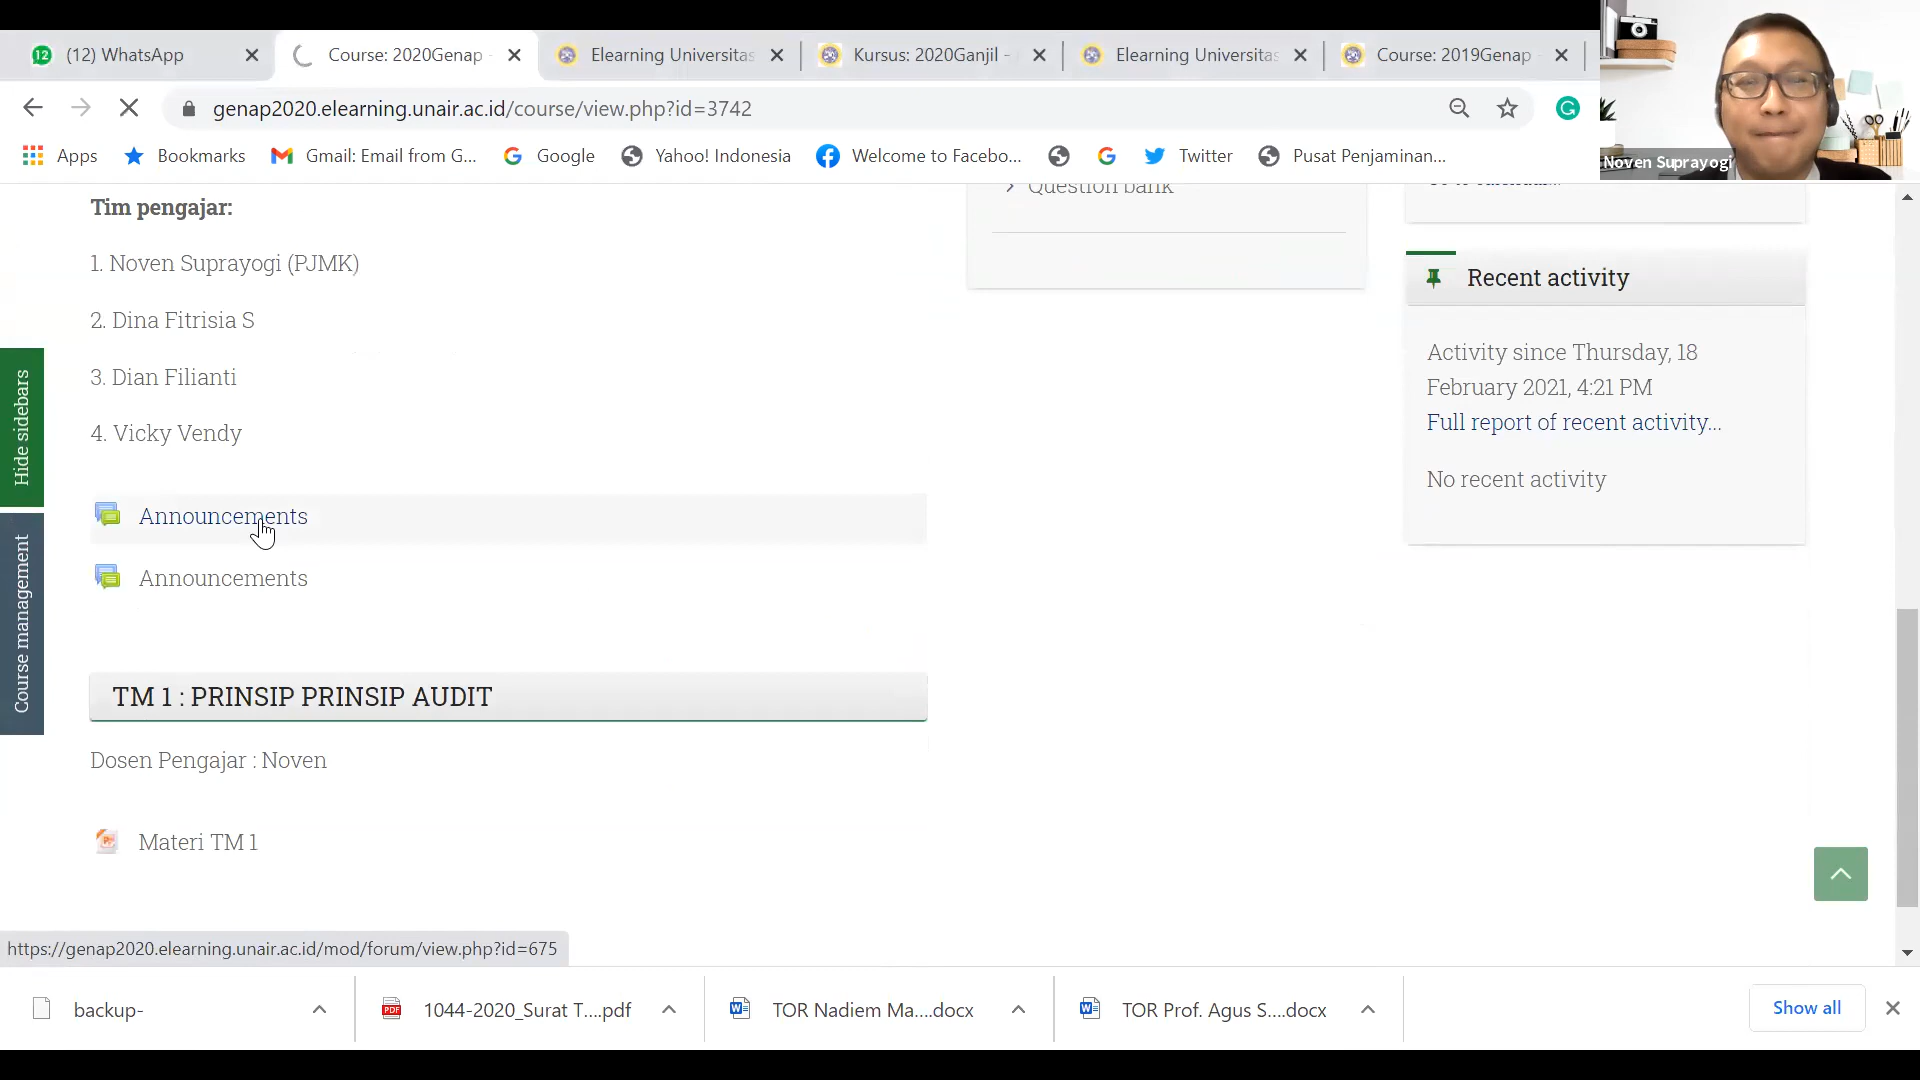 (12) WhatsApp
Course: 2020Genap -
Elearning Universitas
Kursus: 2020Ganjil -
Elearning Universitas
Course: 2019Genap -
genap2020.elearning.unair.ac.id/course/view.php?id=3742
Apps
Bookmarks
Gmail: Email from G...
Google
Yahoo! Indonesia
Welcome to Facebo...
Twitter
Pusat Penjaminan...
Noven Suprayogi
Question bank
Tim pengajar:
1. Noven Suprayogi (PJMK)
2. Dina Fitrisia S
3. Dian Filianti
4. Vicky Vendy
Announcements
Announcements
TM 1 : PRINSIP PRINSIP AUDIT
Dosen Pengajar : Noven
Materi TM 1
Hide sidebars
Course management
Recent activity
Activity since Thursday, 18
February 2021, 4:21 PM
Full report of recent activity...
No recent activity
https://genap2020.elearning.unair.ac.id/mod/forum/view.php?id=675
backup-
1044-2020_Surat T....pdf
TOR Nadiem Ma....docx
TOR Prof. Agus S....docx
Show all